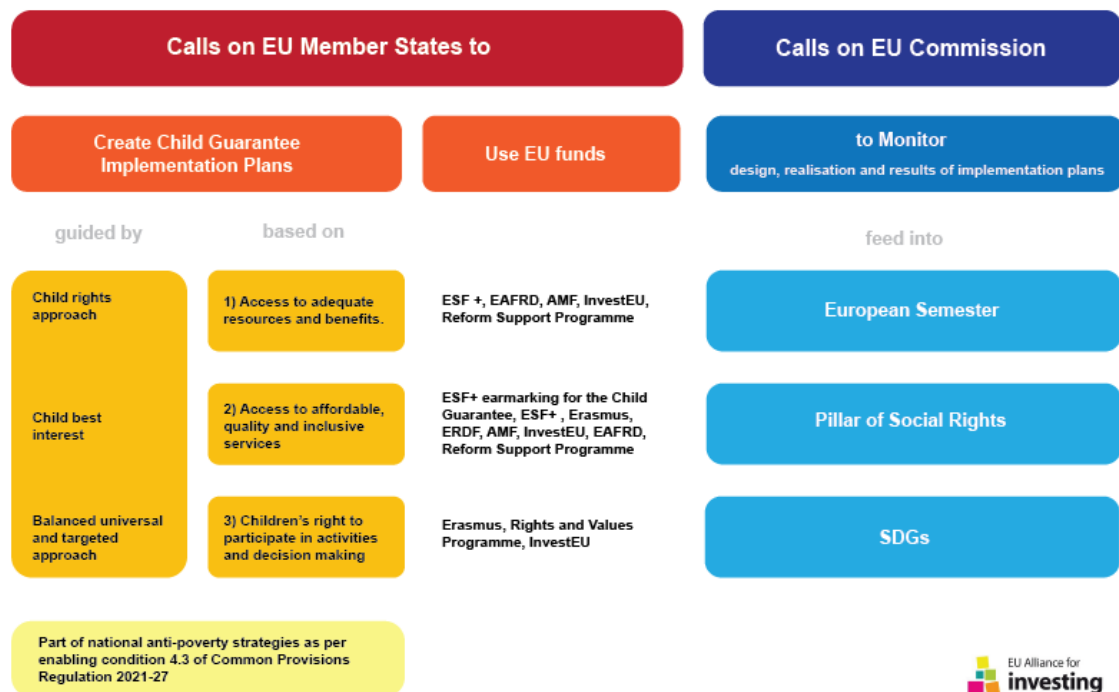 Calls on EU Member States to
Calls on EU Commission
Create Child Guarantee
Implementation Plans
Use EU funds
to Monitor
design, realisation and results of implementation plans
guided by
based on
feed into
Child rights
approach
1) Access to adequate
resources and benefits.
ESF +, EAFRD, AMF, InvestEU,
Reform Support Programme
European Semester
Child best
interest
2) Access to affordable,
quality and inclusive
services
ESF+ earmarking for the Child
Guarantee, ESF+ , Erasmus,
ERDF, AMF, InvestEU, EAFRD,
Reform Support Programme
Pillar of Social Rights
Balanced universal
and targeted
approach
3) Children's right to
participate in activities
and decision making
Erasmus, Rights and Values
Programme, InvestEU
SDGs
Part of national anti-poverty strategies as per
enabling condition 4.3 of Common Provisions
Regulation 2021-27
EU Alliance for
investing